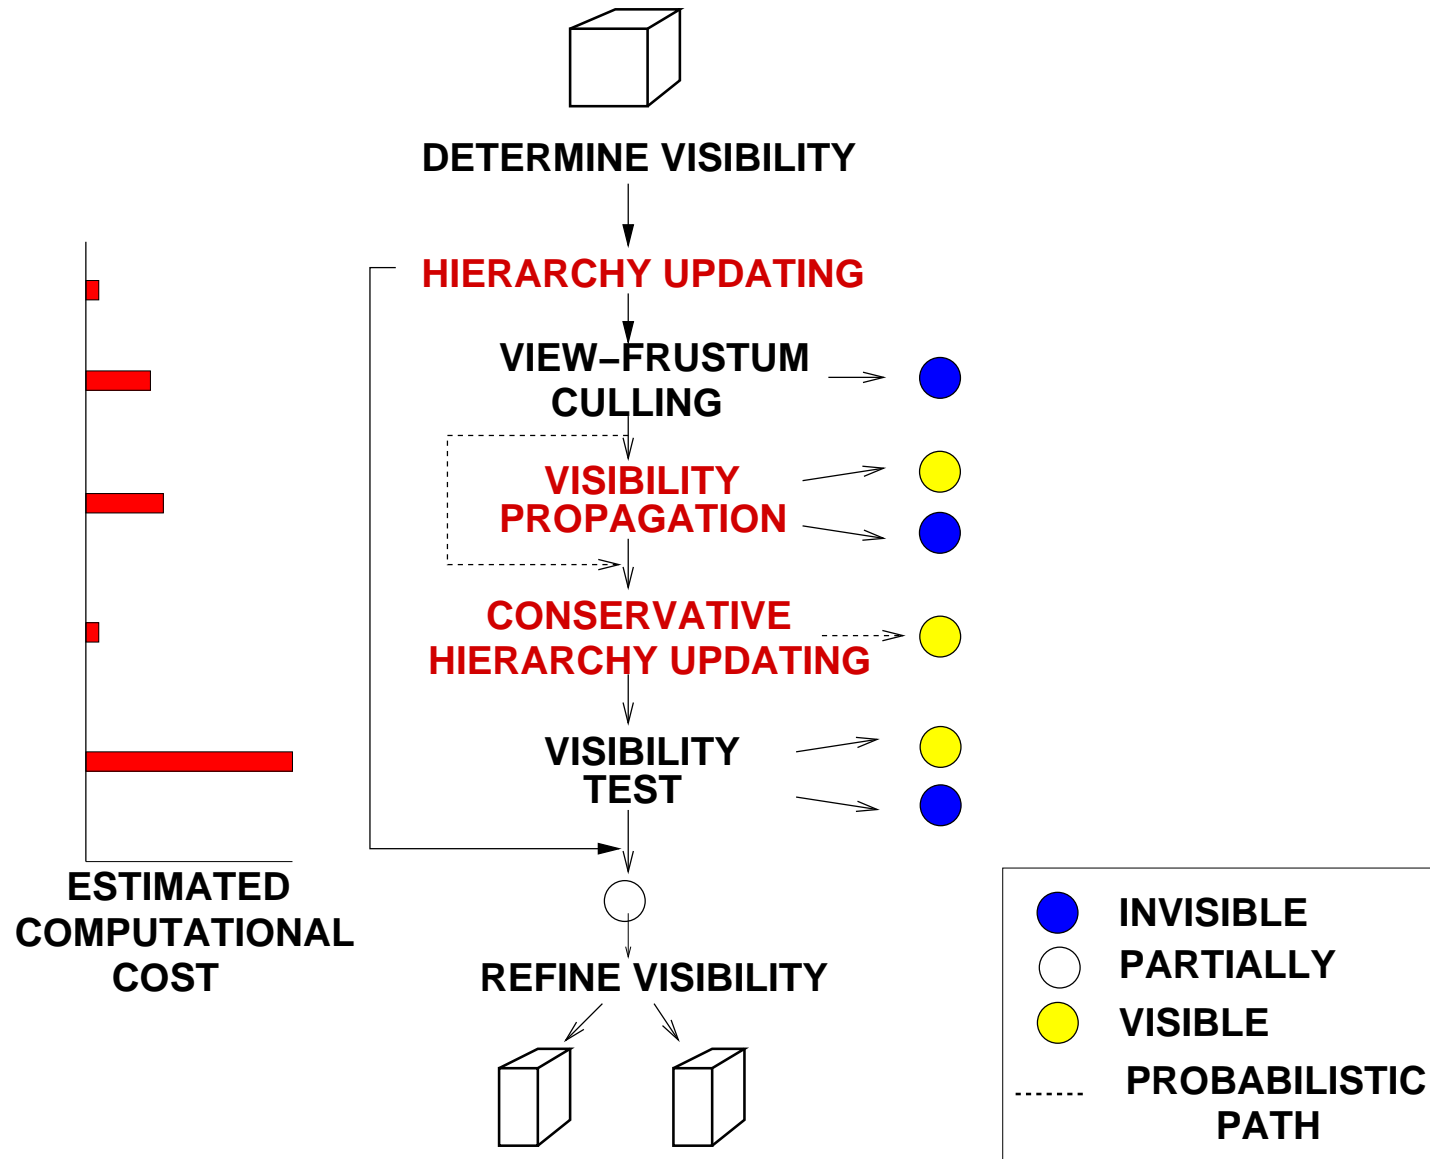 DETERMINE VISIBILITY
HIERARCHY UPDATING
VIEW–FRUSTUM
CULLING
VISIBILITY
PROPAGATION
CONSERVATIVE
HIERARCHY UPDATING
VISIBILITY
TEST
REFINE VISIBILITY
ESTIMATED
COMPUTATIONAL
COST
INVISIBLE
PARTIALLY
VISIBLE
PROBABILISTIC
PATH